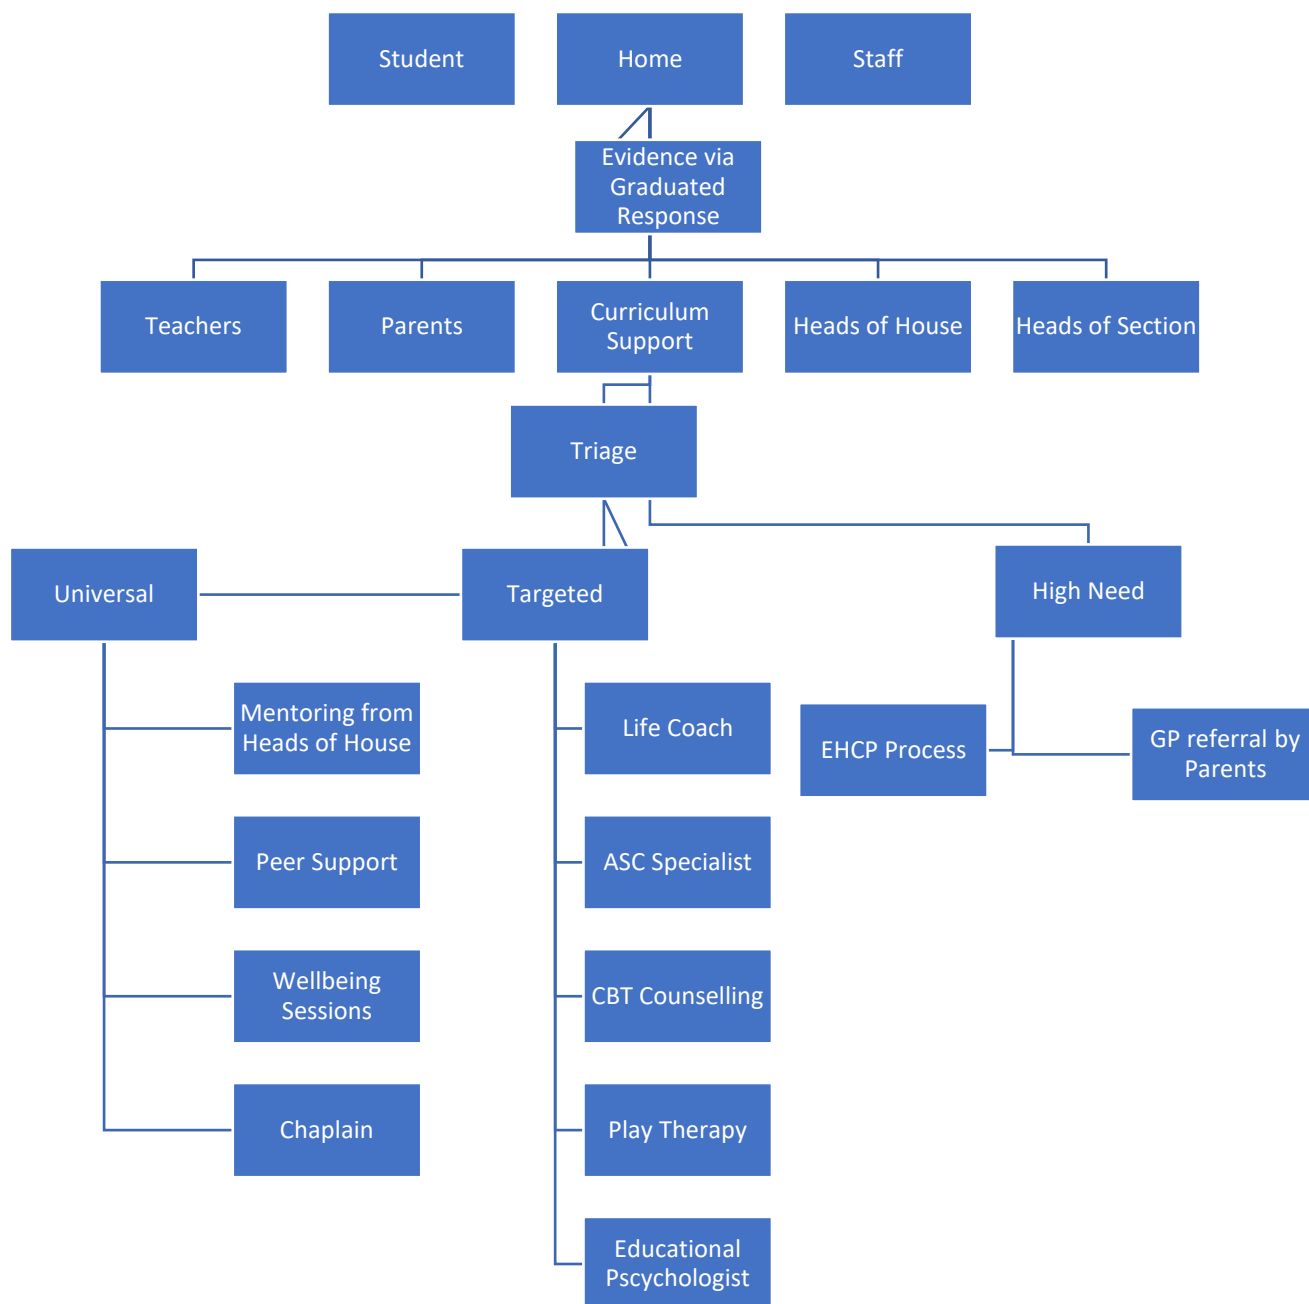 Student
Home
Staff
Evidence via
Graduated
Response
Teachers
Parents
Curriculum
Support
Heads of House
Heads of Section
Triage
Universal
Targeted
High Need
Mentoring from
Heads of House
Life Coach
EHCP Process
GP referral by
Parents
Peer Support
ASC Specialist
Wellbeing
Sessions
CBT Counselling
Chaplain
Play Therapy
Educational
Pscychologist